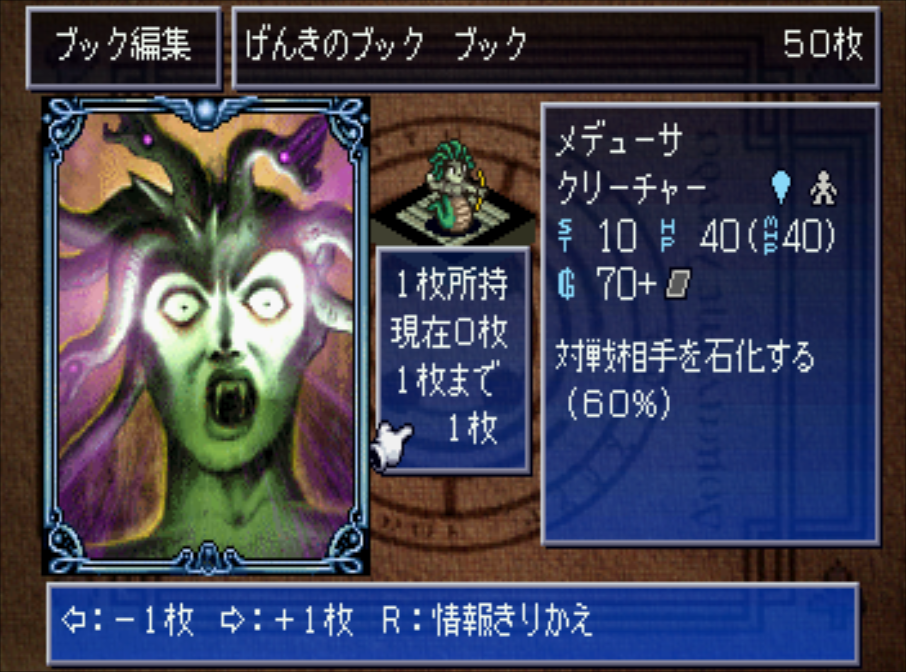 ブック編集
げんきのブック ブック 50枚
メデューサ
クリーチャー
ST 10 HP 40(MHP40)
G 70+
対戦相手を石化する
(60%)
1枚所持
現在0枚
1枚まで
1枚
⇦:-1枚 ⇨:+1枚 R:情報きりかえ